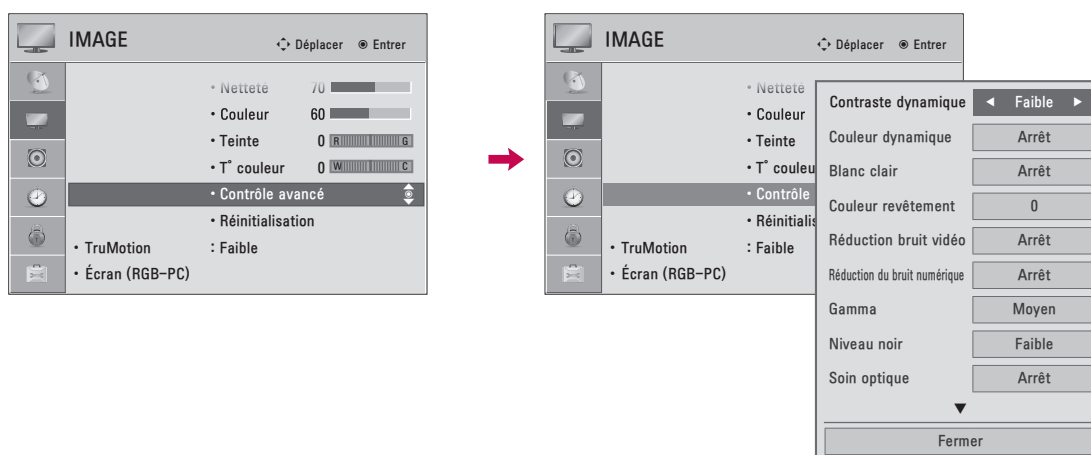 IMAGE
Déplacer Entrer
• Netteté 70
• Couleur 60
• Teinte 0 R G
• T° couleur 0 W C
• Contrôle avancé
• Réinitialisation
• TruMotion : Faible
• Écran (RGB-PC)
IMAGE
Déplacer Entrer
• Netteté
• Couleur
• Teinte
• T° couleu
• Contrôle
• Réinitialis
• TruMotion : Faible
• Écran (RGB-PC)
Contraste dynamique ◄ Faible ►
Couleur dynamique Arrêt
Blanc clair Arrêt
Couleur revêtement 0
Réduction bruit vidéo Arrêt
Réduction du bruit numérique Arrêt
Gamma Moyen
Niveau noir Faible
Soin optique Arrêt
▼
Fermer